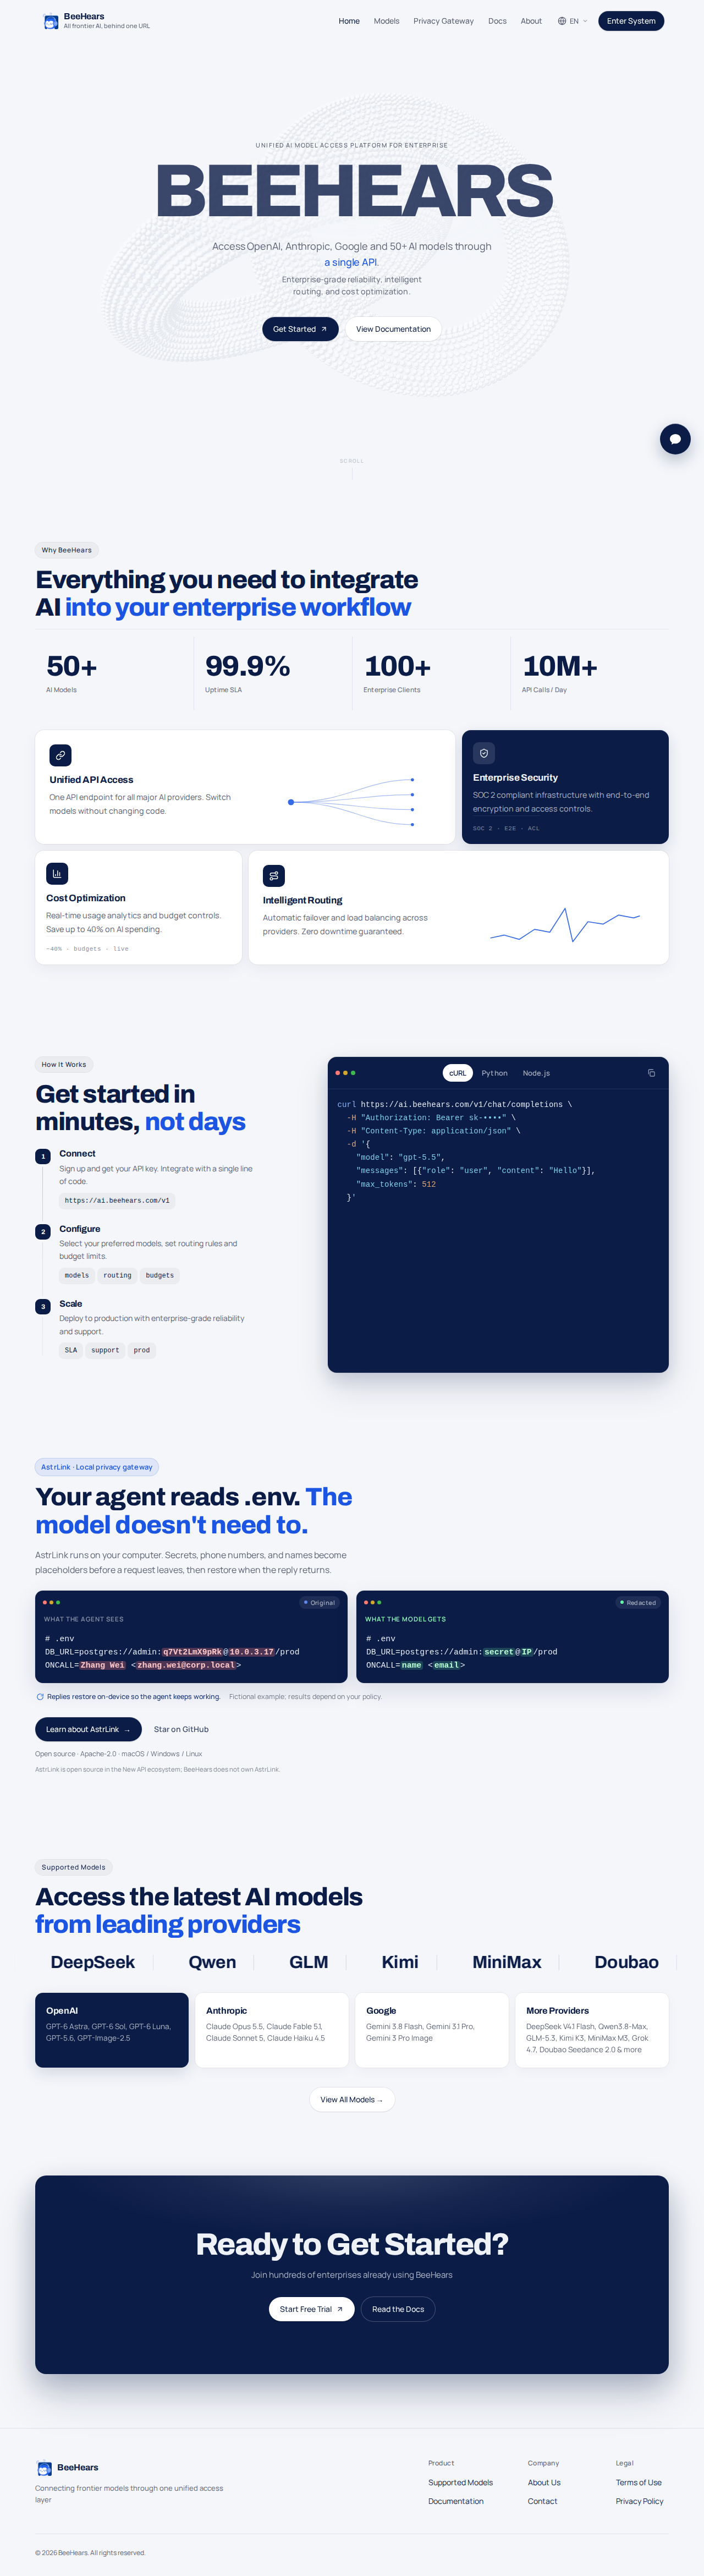 BeeHears
All frontier AI, behind one URL
Home
Models
Privacy Gateway
Docs
About
EN
Enter System
UNIFIED AI MODEL ACCESS PLATFORM FOR ENTERPRISE
BEEHEARS
Access OpenAI, Anthropic, Google and 50+ AI models through
a single API.
Enterprise-grade reliability, intelligent
routing, and cost optimization.
Get Started
View Documentation
SCROLL
Why BeeHears
Everything you need to integrate
AI into your enterprise workflow
50+
AI Models
99.9%
Uptime SLA
100+
Enterprise Clients
10M+
API Calls / Day
Unified API Access
One API endpoint for all major AI providers. Switch
models without changing code.
Enterprise Security
SOC 2 compliant infrastructure with end-to-end
encryption and access controls.
SOC 2 · E2E · ACL
Cost Optimization
Real-time usage analytics and budget controls.
Save up to 40% on AI spending.
−40% · budgets · live
Intelligent Routing
Automatic failover and load balancing across
providers. Zero downtime guaranteed.
How It Works
Get started in
minutes, not days
1
Connect
Sign up and get your API key. Integrate with a single line
of code.
https://ai.beehears.com/v1
2
Configure
Select your preferred models, set routing rules and
budget limits.
models
routing
budgets
3
Scale
Deploy to production with enterprise-grade reliability
and support.
SLA
support
prod
cURL
Python
Node.js
curl https://ai.beehears.com/v1/chat/completions \
-H "Authorization: Bearer sk-••••" \
-H "Content-Type: application/json" \
-d '{
"model": "gpt-5.5",
"messages": [{"role": "user", "content": "Hello"}],
"max_tokens": 512
}'
AstrLink · Local privacy gateway
Your agent reads .env. The
model doesn't need to.
AstrLink runs on your computer. Secrets, phone numbers, and names become
placeholders before a request leaves, then restore when the reply returns.
Original
WHAT THE AGENT SEES
# .env
DB_URL=postgres://admin:q7Vt2LmX9pRk@10.0.3.17/prod
ONCALL=Zhang Wei <zhang.wei@corp.local>
Redacted
WHAT THE MODEL GETS
# .env
DB_URL=postgres://admin:secret@IP/prod
ONCALL=name <email>
Replies restore on-device so the agent keeps working.
Fictional example; results depend on your policy.
Learn about AstrLink →
Star on GitHub
Open source · Apache-2.0 · macOS / Windows / Linux
AstrLink is open source in the New API ecosystem; BeeHears does not own AstrLink.
Supported Models
Access the latest AI models
from leading providers
DeepSeek
Qwen
GLM
Kimi
MiniMax
Doubao
OpenAI
GPT-6 Astra, GPT-6 Sol, GPT-6 Luna,
GPT-5.6, GPT-Image-2.5
Anthropic
Claude Opus 5.5, Claude Fable 5.1,
Claude Sonnet 5, Claude Haiku 4.5
Google
Gemini 3.8 Flash, Gemini 3.1 Pro,
Gemini 3 Pro Image
More Providers
DeepSeek V4.1 Flash, Qwen3.8-Max,
GLM-5.3, Kimi K3, MiniMax M3, Grok
4.7, Doubao Seedance 2.0 & more
View All Models →
Ready to Get Started?
Join hundreds of enterprises already using BeeHears
Start Free Trial
Read the Docs
BeeHears
Connecting frontier models through one unified access
layer
Product
Supported Models
Documentation
Company
About Us
Contact
Legal
Terms of Use
Privacy Policy
© 2026 BeeHears. All rights reserved.